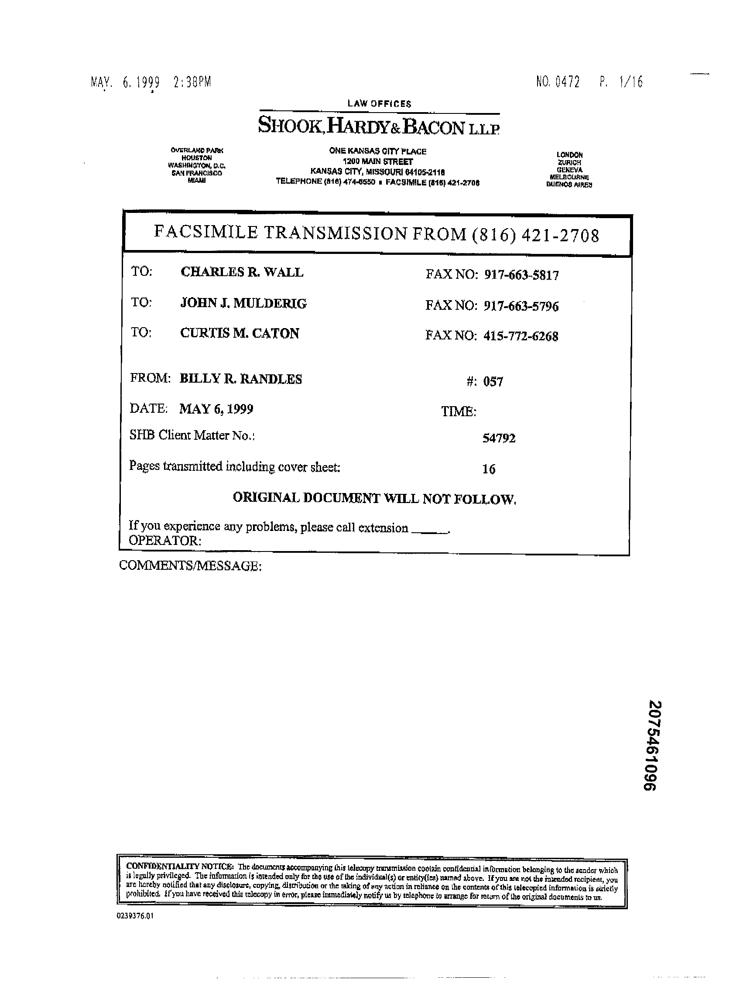 MAY. 6. 1999 2:38PM NO. 0472 P. 1/16
LAW OFFICES
SHOOK, HARDY & BACON LLP
OVERLAND PARK
HOUSTON
WASHINGTON, D.C.
SAN FRANCISCO
MIAMI
ONE KANSAS CITY PLACE
1200 MAIN STREET
KANSAS CITY, MISSOURI 64105-2118
TELEPHONE (816) 474-6550 ■ FACSIMILE (816) 421-2708
LONDON
ZURICH
GENEVA
MELBOURNE
BUENOS AIRES
FACSIMILE TRANSMISSION FROM (816) 421-2708
TO: CHARLES R. WALL FAX NO: 917-663-5817
TO: JOHN J. MULDERIG FAX NO: 917-663-5796
TO: CURTIS M. CATON FAX NO: 415-772-6268
FROM: BILLY R. RANDLES #: 057
DATE: MAY 6, 1999 TIME:
SHB Client Matter No.: 54792
Pages transmitted including cover sheet: 16
ORIGINAL DOCUMENT WILL NOT FOLLOW.
If you experience any problems, please call extension _____.
OPERATOR:
COMMENTS/MESSAGE:
2075461096
CONFIDENTIALITY NOTICE: The documents accompanying this telecopy transmission contain confidential information belonging to the sender which
is legally privileged. The information is intended only for the use of the individual(s) or entity(ies) named above. If you are not the intended recipient, you
are hereby notified that any disclosure, copying, distribution or the taking of any action in reliance on the contents of this telecopied information is strictly
prohibited. If you have received this telecopy in error, please immediately notify us by telephone to arrange for return of the original documents to us.
0239376.01